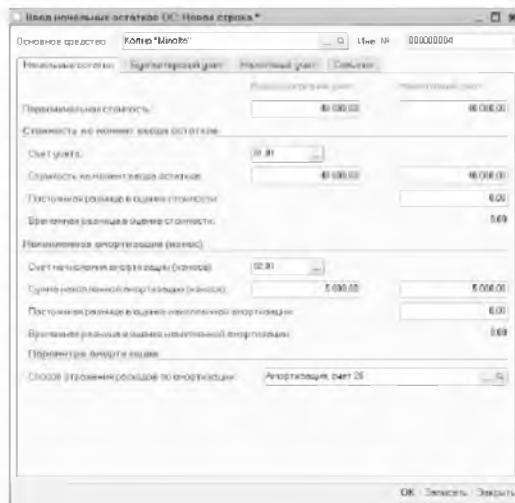 Ввод начальных остатков ОС: Новая строка *
Основное средство: Копир "Minolta" ... Инв. № 000000004
Начальные остатки Бухгалтерский учет Налоговый учет События
Первоначальная стоимость: 40 000,00 40 000,00
Стоимость на момент ввода остатков
Счет учета: 01.01 ...
Стоимость на момент ввода остатков: 40 000,00 40 000,00
Постоянная разница в оценке стоимости: 0,00
Временная разница в оценке стоимости: 0,00
Накопленная амортизация (износ)
Счет начисления амортизации (износа): 02.01 ...
Сумма накопленной амортизации (износа): 5 000,00 5 000,00
Постоянная разница в оценке накопленной амортизации: 0,00
Временная разница в оценке накопленной амортизации: 0,00
Параметры амортизации
Способ отражения расходов по амортизации: Амортизация, счет 26 ...
OK Записать Закрыть